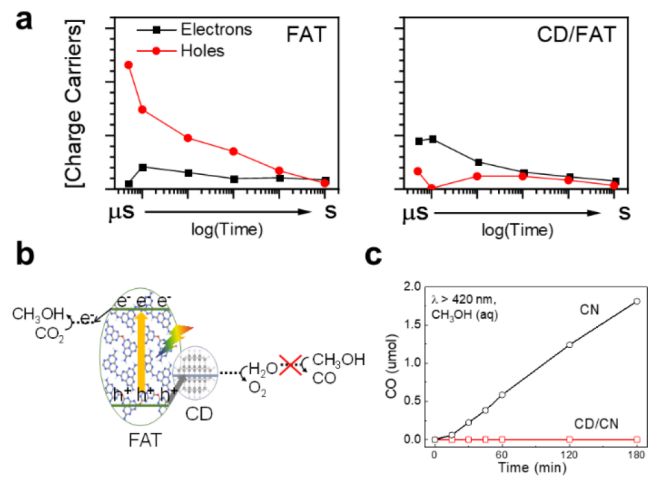 a
[Charge Carriers]
Electrons
Holes
FAT
μS
S
log(Time)
CD/FAT
μS
S
log(Time)
b
e⁻ e⁻ e⁻
CH₃OH
CO₂
e⁻
h⁺ h⁺ h⁺
FAT
CD
H₂O
O₂
CH₃OH
CO
c
λ > 420 nm,
CH₃OH (aq)
CN
CD/CN
CO (umol)
2.0
1.5
1.0
0.5
0.0
0 60 120 180
Time (min)